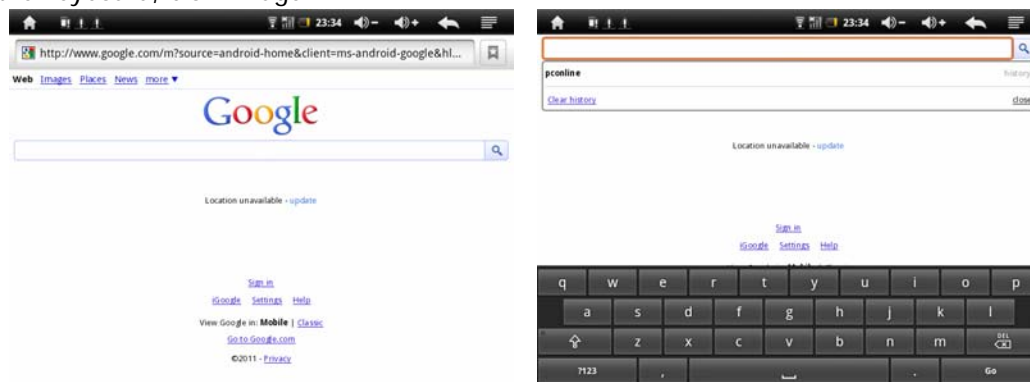 23:34
http://www.google.com/m?source=android-home&client=ms-android-google&hl...
Web Images Places News more ▼
Google
Location unavailable - update
Sign in
iGoogle Settings Help
View Google in: Mobile | Classic
Go to Google.com
©2011 - Privacy
23:34
pconline history
Clear history close
Location unavailable - update
Sign in
iGoogle Settings Help
q w e r t y u i o p
a s d f g h j k l
z x c v b n m DEL
?123 , . Go